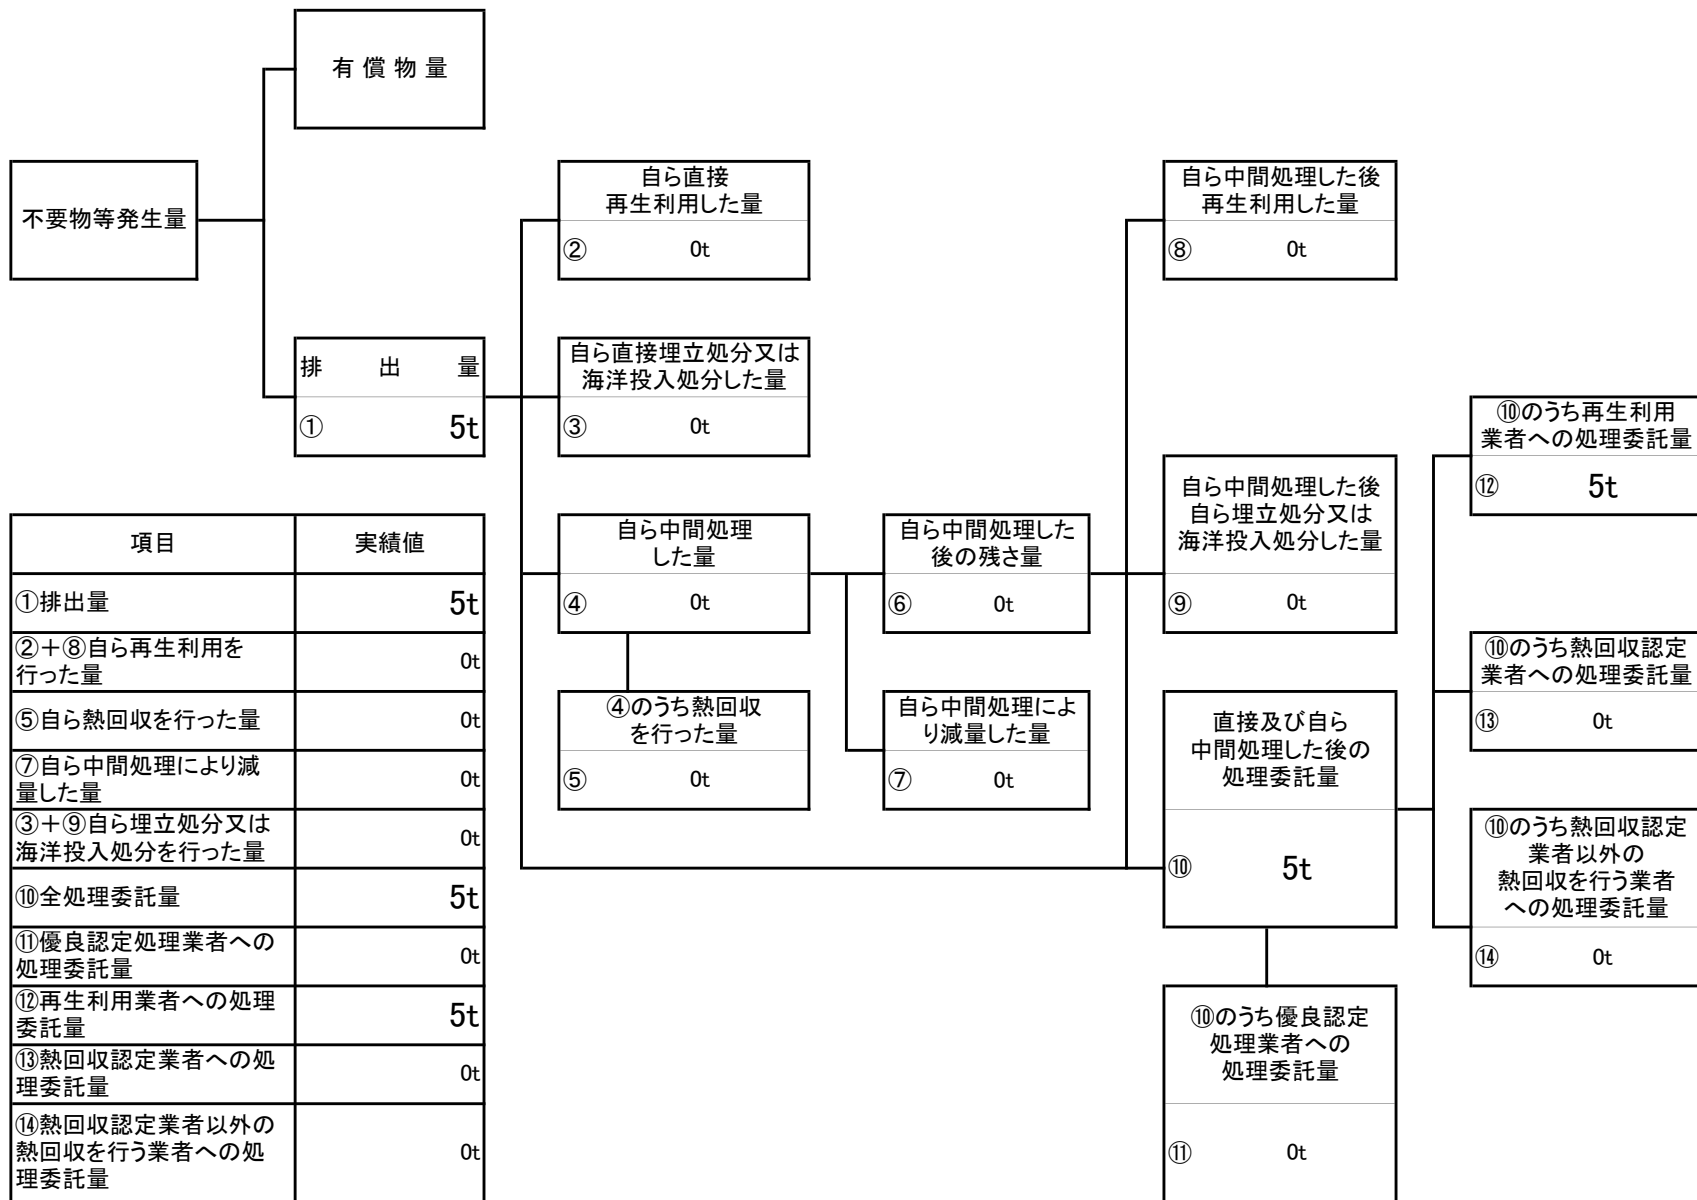 有償物量
不要物等発生量
自ら直接
再生利用した量
② 0t
自ら中間処理した後
再生利用した量
⑧ 0t
排出量
① 5t
自ら直接埋立処分又は
海洋投入処分した量
③ 0t
⑩のうち再生利用
業者への処理委託量
⑫ 5t
自ら中間処理した後
自ら埋立処分又は
海洋投入処分した量
⑨ 0t
自ら中間処理
した量
④ 0t
自ら中間処理した
後の残さ量
⑥ 0t
⑩のうち熱回収認定
業者への処理委託量
⑬ 0t
④のうち熱回収
を行った量
⑤ 0t
自ら中間処理によ
り減量した量
⑦ 0t
直接及び自ら
中間処理した後の
処理委託量
⑩ 5t
⑩のうち熱回収認定
業者以外の
熱回収を行う業者
への処理委託量
⑭ 0t
⑩のうち優良認定
処理業者への
処理委託量
⑪ 0t
項目 実績値
①排出量 5t
②+⑧自ら再生利用を
行った量 0t
⑤自ら熱回収を行った量 0t
⑦自ら中間処理により減
量した量 0t
③+⑨自ら埋立処分又は
海洋投入処分を行った量 0t
⑩全処理委託量 5t
⑪優良認定処理業者への
処理委託量 0t
⑫再生利用業者への処理
委託量 5t
⑬熱回収認定業者への処
理委託量 0t
⑭熱回収認定業者以外の
熱回収を行う業者への処
理委託量 0t